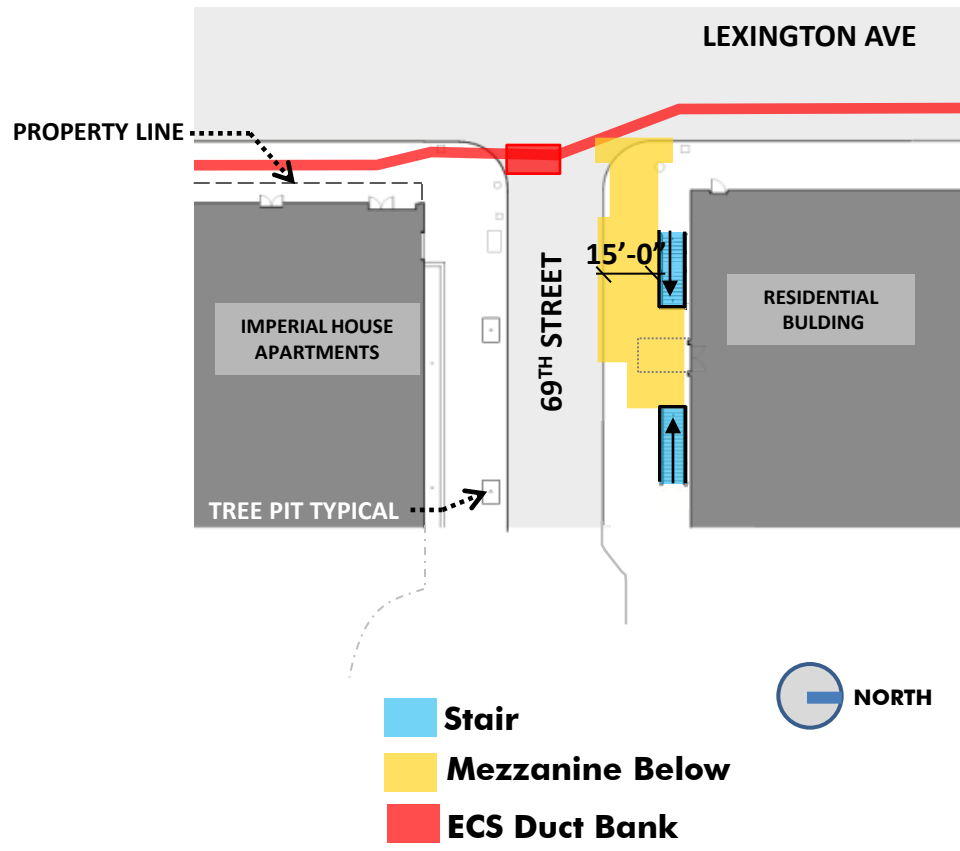 LEXINGTON AVE
PROPERTY LINE
15’-0”
69TH STREET
IMPERIAL HOUSE
APARTMENTS
RESIDENTIAL
BULDING
TREE PIT TYPICAL
NORTH
Stair
Mezzanine Below
ECS Duct Bank